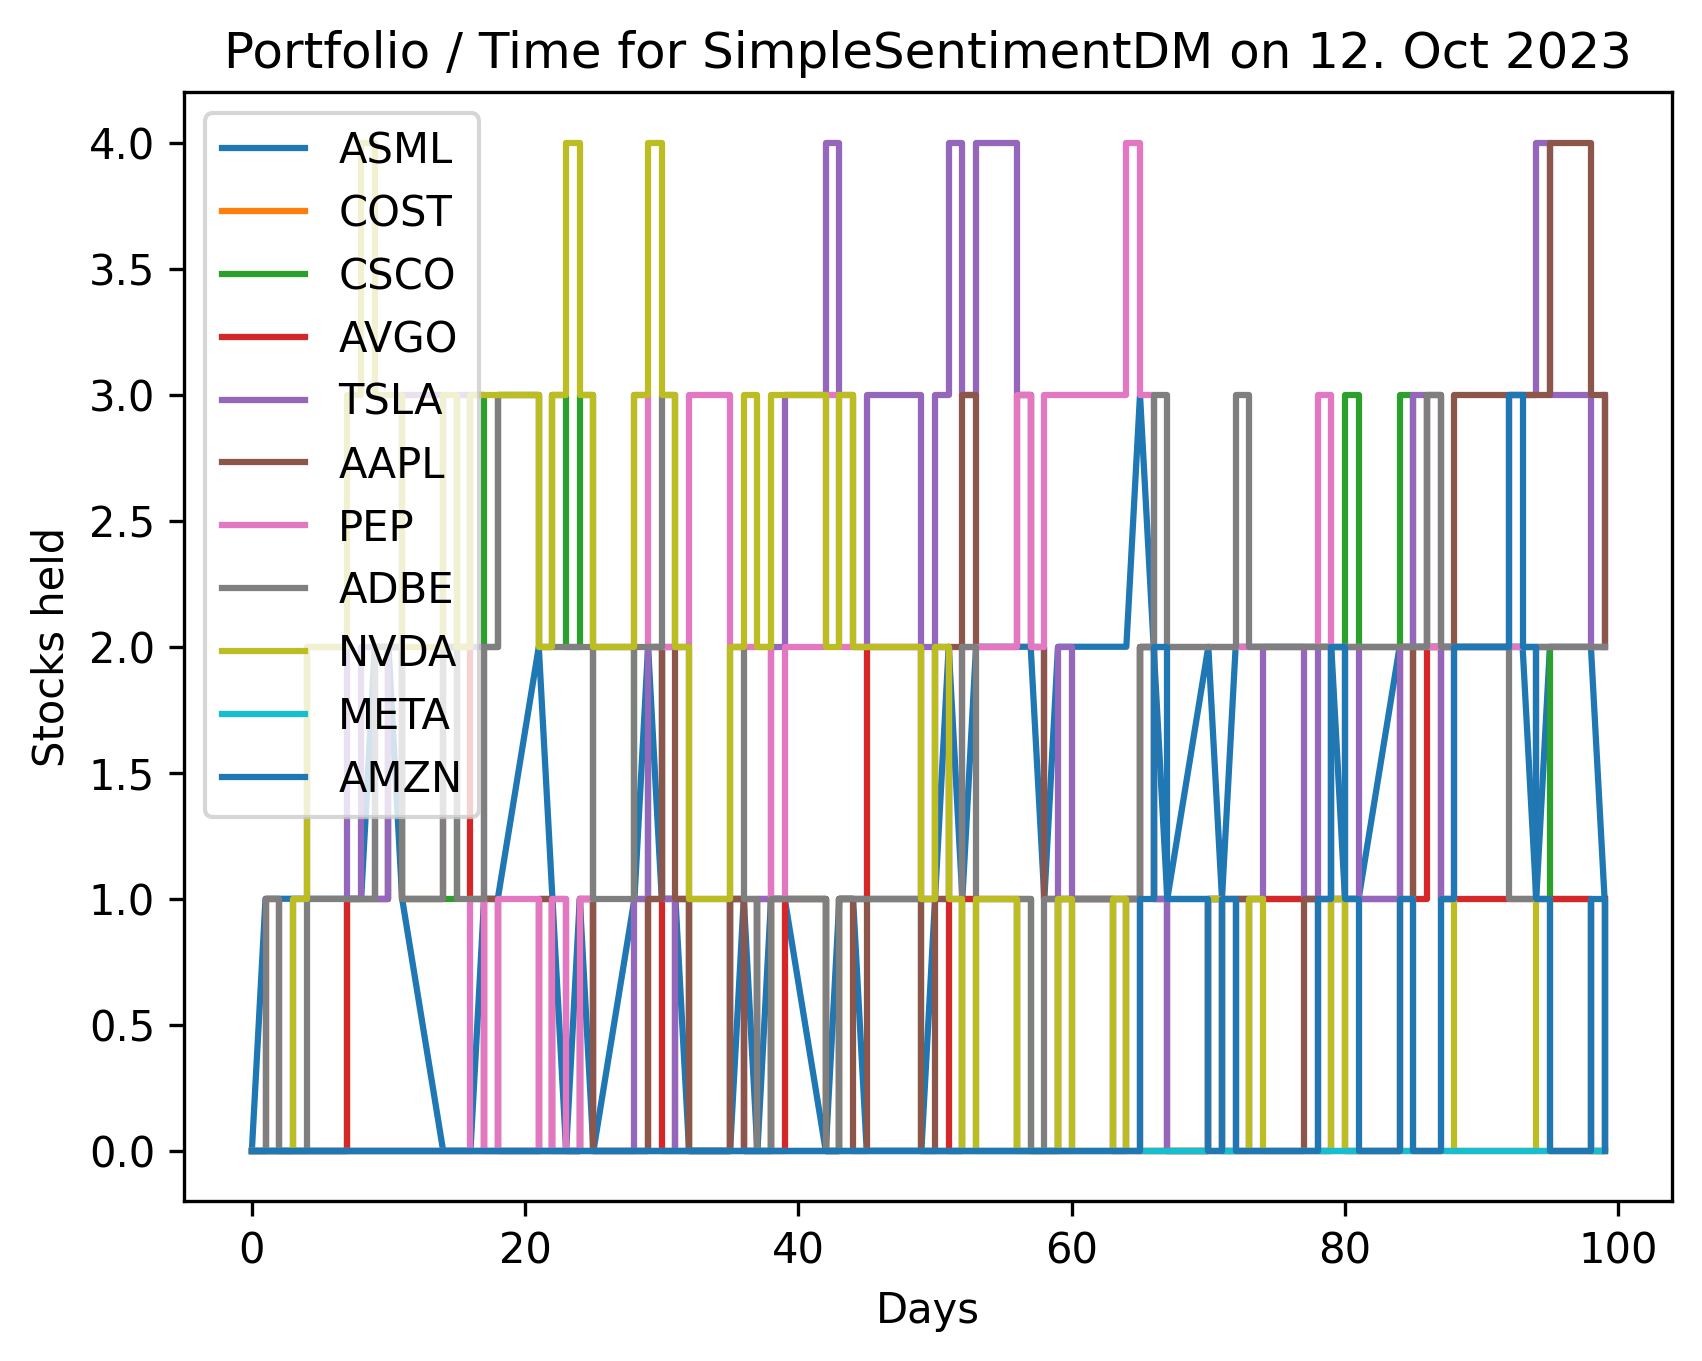 Portfolio / Time for SimpleSentimentDM on 12. Oct 2023
4.0
3.5
3.0
2.5
2.0
1.5
1.0
0.5
0.0
Stocks held
ASML
COST
CSCO
AVGO
TSLA
AAPL
PEP
ADBE
NVDA
META
AMZN
0 20 40 60 80 100
Days